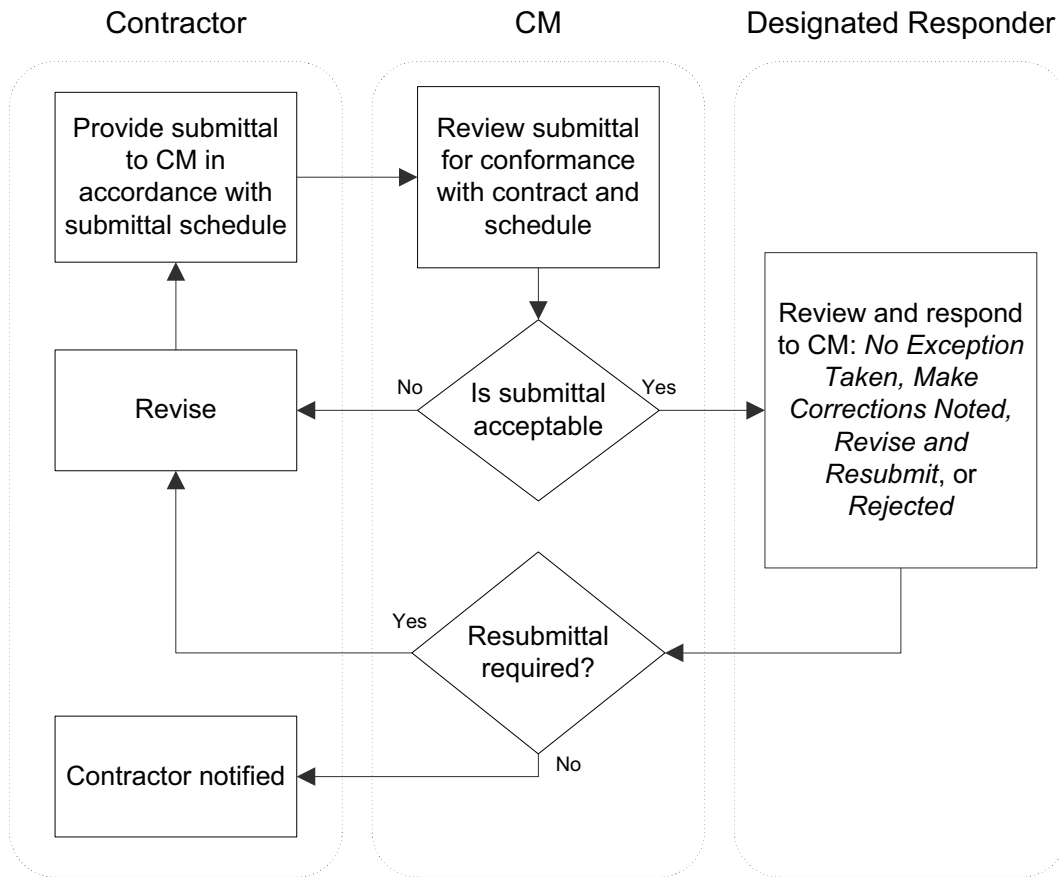 Contractor
CM
Designated Responder
Provide submittal
to CM in
accordance with
submittal schedule
Review submittal
for conformance
with contract and
schedule
Review and respond
to CM: No Exception
Taken, Make
Corrections Noted,
Revise and
Resubmit, or
Rejected
Revise
No
Is submittal
acceptable
Yes
Yes
Resubmittal
required?
No
Contractor notified